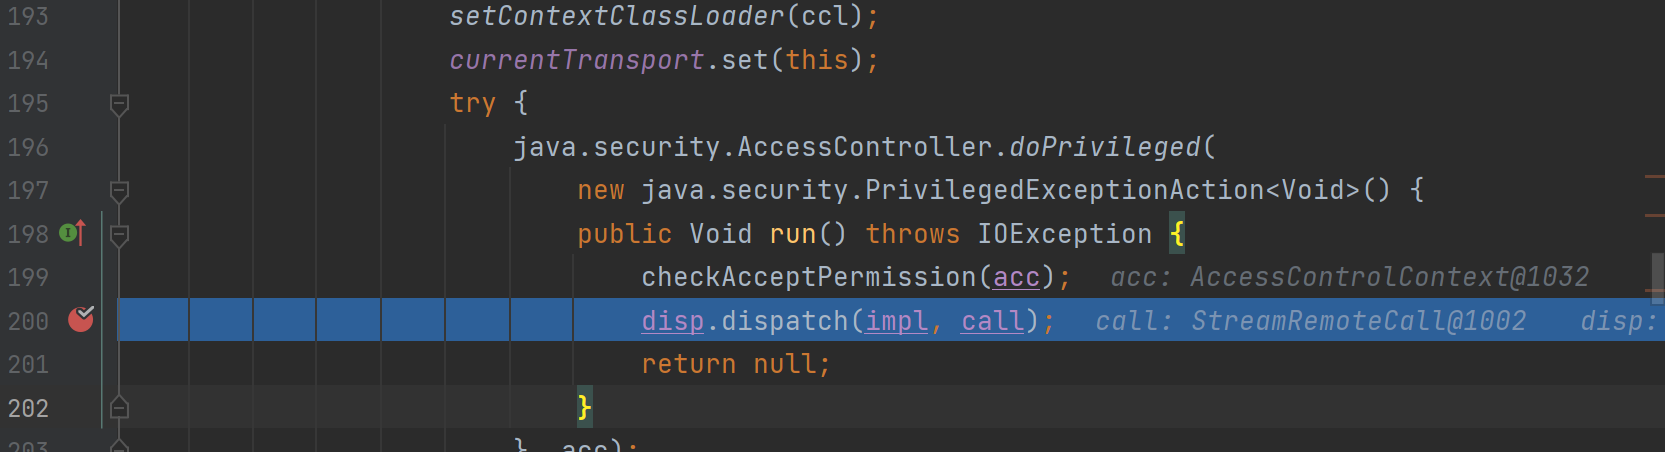 193 setContextClassLoader(ccl);
194 currentTransport.set(this);
195 try {
196 java.security.AccessController.doPrivileged(
197 new java.security.PrivilegedExceptionAction<Void>() {
198 I public Void run() throws IOException {
199 checkAcceptPermission(acc); acc: AccessControlContext@1032
200 disp.dispatch(impl, call); call: StreamRemoteCall@1002 disp:
201 return null;
202 }
203 }, acc);